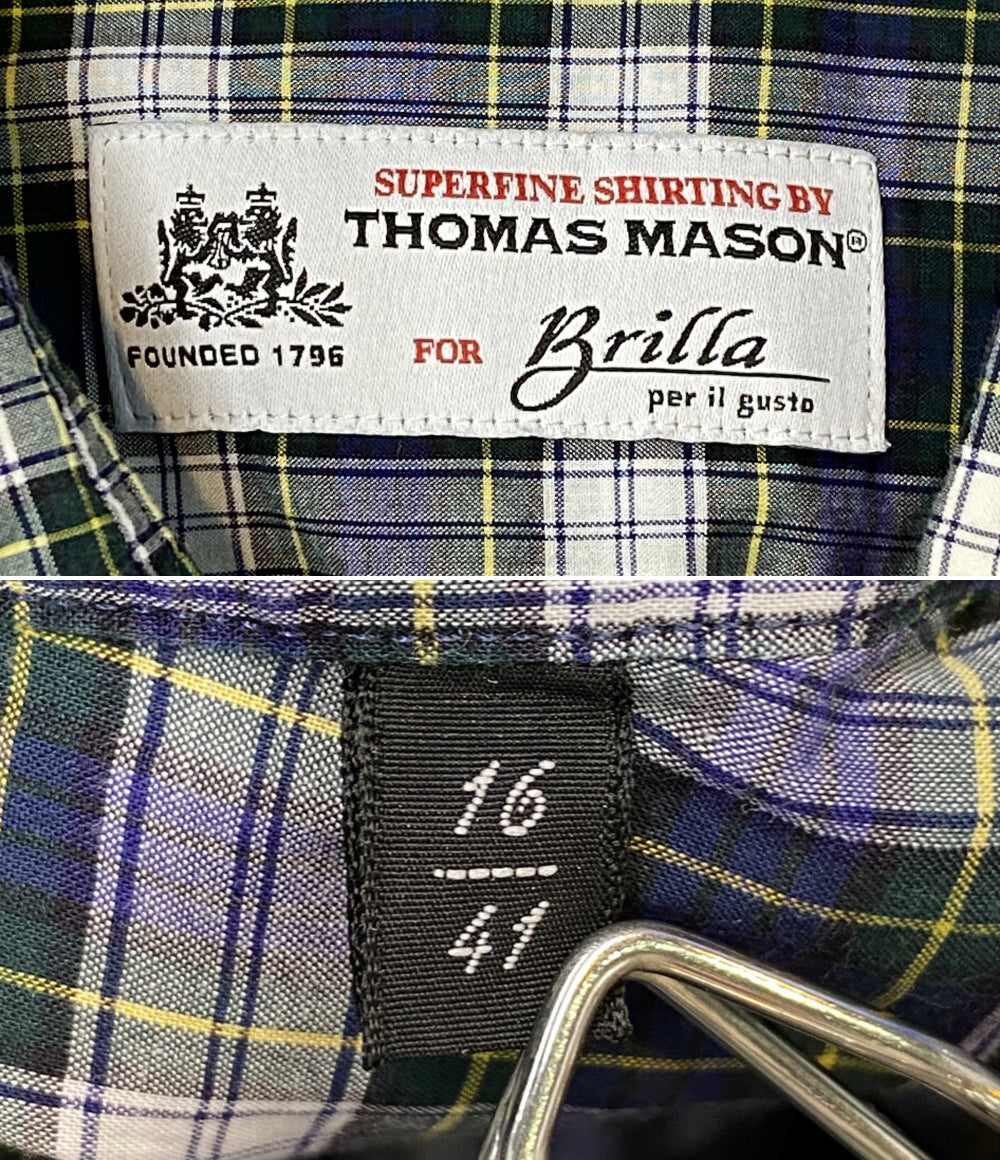 SUPERFINE SHIRTING BY
THOMAS MASON®
FOUNDED 1796
FOR Brilla
per il gusto
16
41